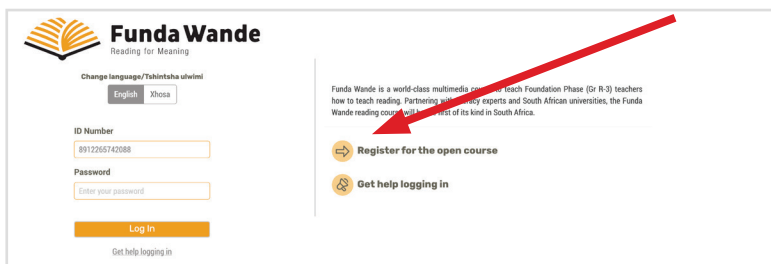 Funda Wande
Reading for Meaning
Change language/Tshintsha ulwimi
English Xhosa
ID Number
8912265742088
Password
Enter your password
Log In
Get help logging in
Funda Wande is a world-class multimedia to teach Foundation Phase (Gr R-3) teachers
how to teach reading. Partnering experts and South African universities, the Funda
Wande reading first of its kind in South Africa.
Register for the open course
Get help logging in